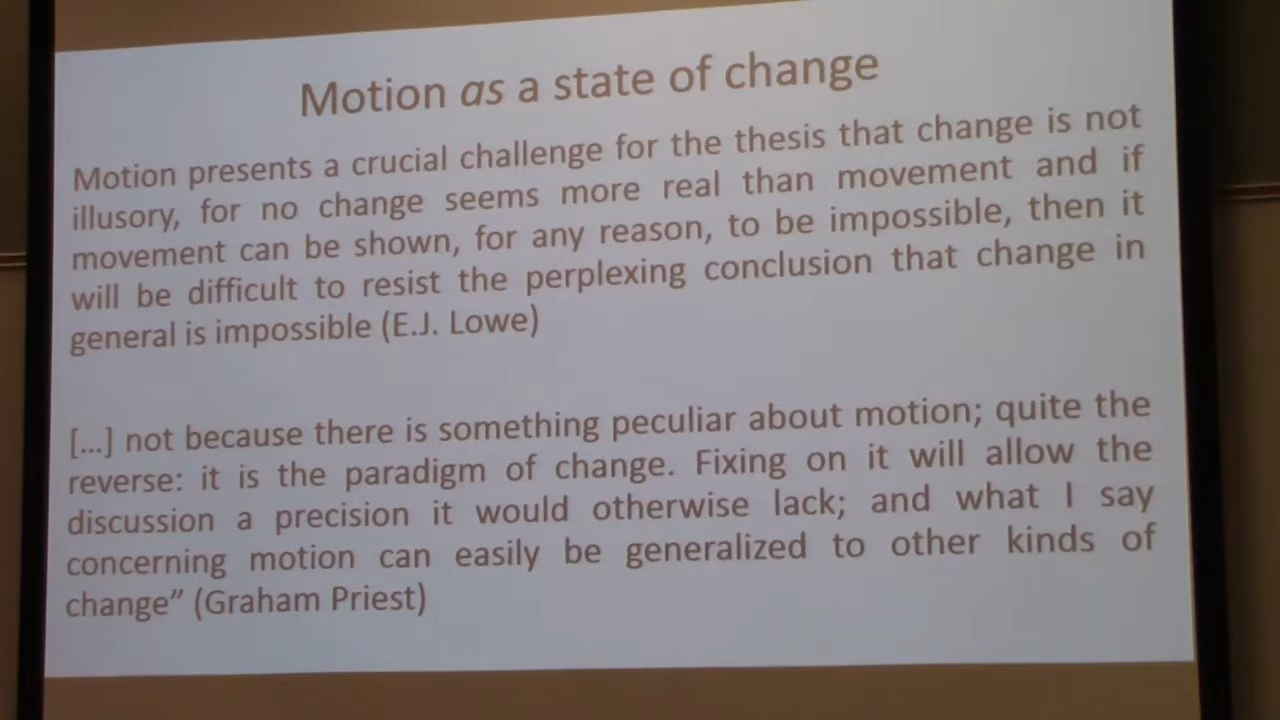 Motion as a state of change
Motion presents a crucial challenge for the thesis that change is not
illusory, for no change seems more real than movement and if
movement can be shown, for any reason, to be impossible, then it
will be difficult to resist the perplexing conclusion that change in
general is impossible (E.J. Lowe)
[...] not because there is something peculiar about motion; quite the
reverse: it is the paradigm of change. Fixing on it will allow the
discussion a precision it would otherwise lack; and what I say
concerning motion can easily be generalized to other kinds of
change” (Graham Priest)